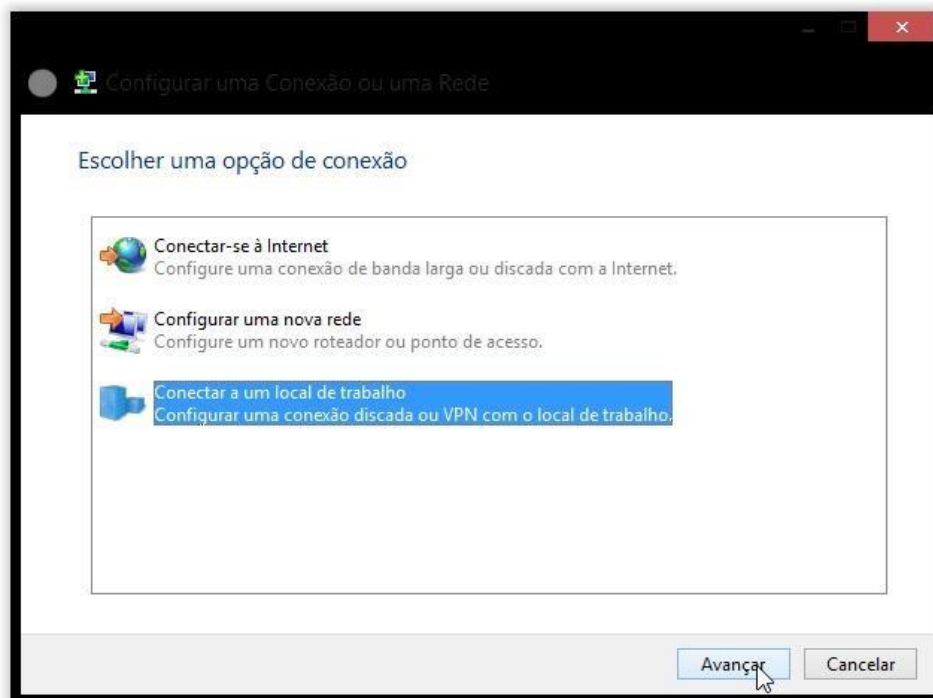 Configurar uma Conexão ou uma Rede
Escolher uma opção de conexão
Conectar-se à Internet
Configure uma conexão de banda larga ou discada com a Internet.
Configurar uma nova rede
Configure um novo roteador ou ponto de acesso.
Conectar a um local de trabalho
Configurar uma conexão discada ou VPN com o local de trabalho.
Avançar
Cancelar